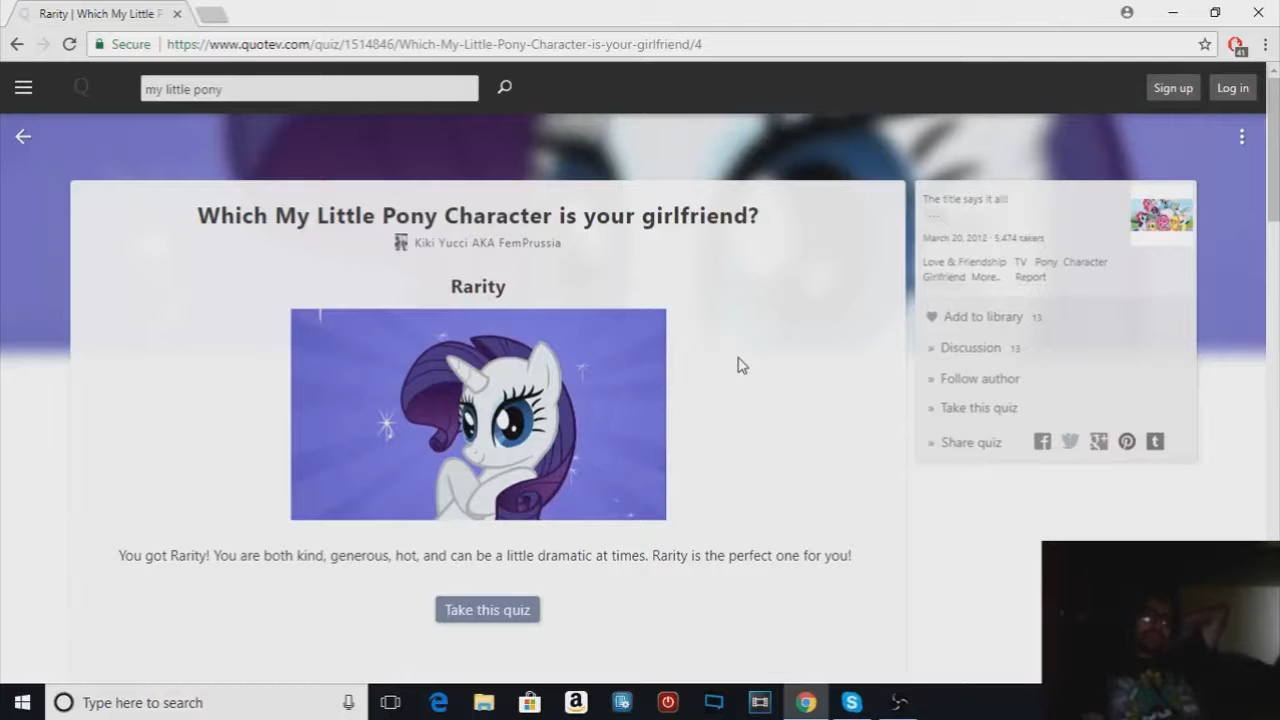 Rarity | Which My Little P
Secure https://www.quotev.com/quiz/1514846/Which-My-Little-Pony-Character-is-your-girlfriend/4
41
Q my little pony Sign up Log in
Which My Little Pony Character is your girlfriend?
Kiki Yucci AKA FemPrussia
Rarity
You got Rarity! You are both kind, generous, hot, and can be a little dramatic at times. Rarity is the perfect one for you!
Take this quiz
The title says it all!
...
March 20, 2012 · 5,474 takers
Love & Friendship TV Pony Character
Girlfriend More.. Report
Add to library 13
» Discussion 13
» Follow author
» Take this quiz
» Share quiz
Type here to search